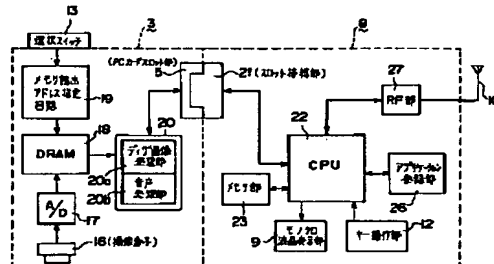 13
選択スイッチ
3
8
(PCカードスロット部)
5
21(スロット接続部)
メモリ読出
アドレス指定
回路
19
27
RF部
10
20
22
DRAM
18
ディジタル画像
処理部
20a
音声
処理部
20b
CPU
アプリケーション
登録部
26
A/D
17
メモリ部
23
16(撮像素子)
9
モノクロ
液晶表示部
キー操作部
12